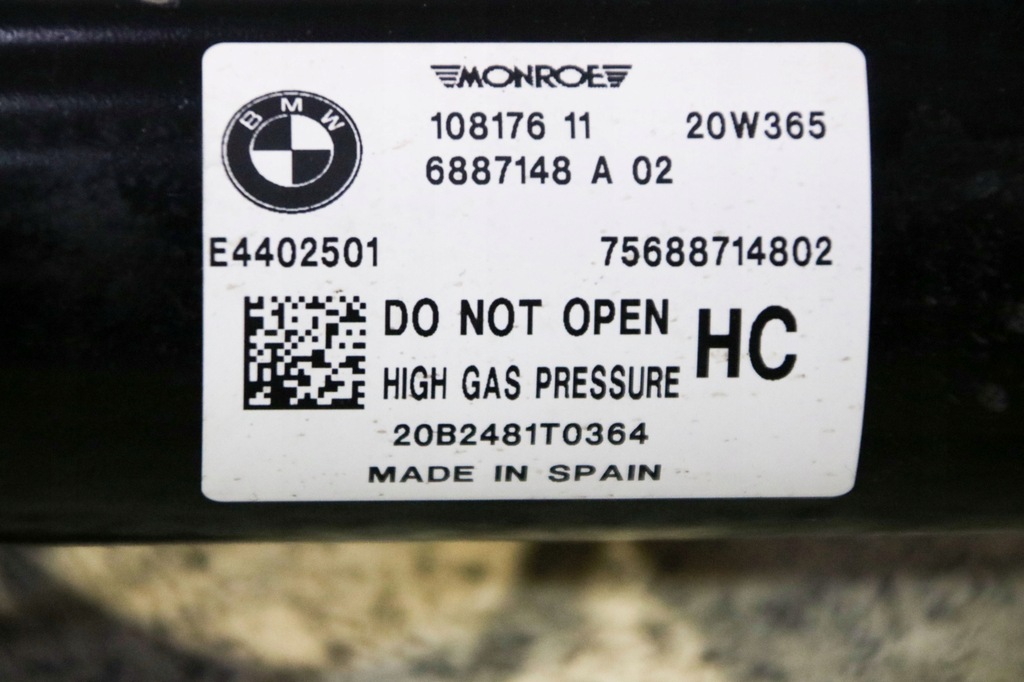 MONROE
BMW
108176 11 20W365
6887148 A 02
E4402501 75688714802
DO NOT OPEN HC
HIGH GAS PRESSURE
20B2481T0364
MADE IN SPAIN